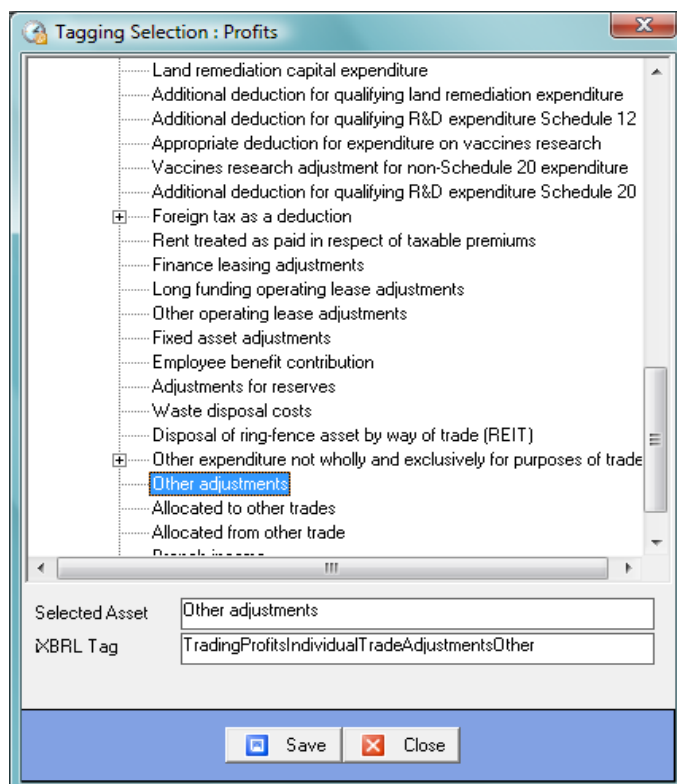 Tagging Selection : Profits
Land remediation capital expenditure
Additional deduction for qualifying land remediation expenditure
Additional deduction for qualifying R&D expenditure Schedule 12
Appropriate deduction for expenditure on vaccines research
Vaccines research adjustment for non-Schedule 20 expenditure
Additional deduction for qualifying R&D expenditure Schedule 20
Foreign tax as a deduction
Rent treated as paid in respect of taxable premiums
Finance leasing adjustments
Long funding operating lease adjustments
Other operating lease adjustments
Fixed asset adjustments
Employee benefit contribution
Adjustments for reserves
Waste disposal costs
Disposal of ring-fence asset by way of trade (REIT)
Other expenditure not wholly and exclusively for purposes of trade
Other adjustments
Allocated to other trades
Allocated from other trade
Branch income
Selected Asset Other adjustments
iXBRL Tag TradingProfitsIndividualTradeAdjustmentsOther
Save Close